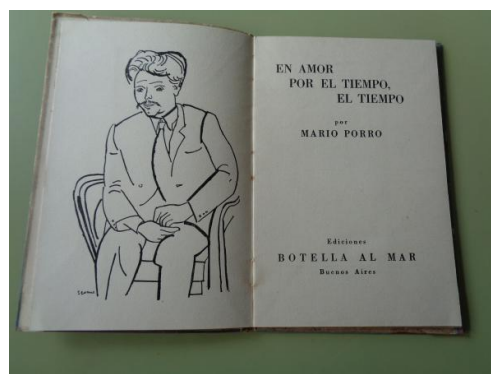 EN AMOR
POR EL TIEMPO,
EL TIEMPO
por
MARIO PORRO
Ediciones
BOTELLA AL MAR
Buenos Aires